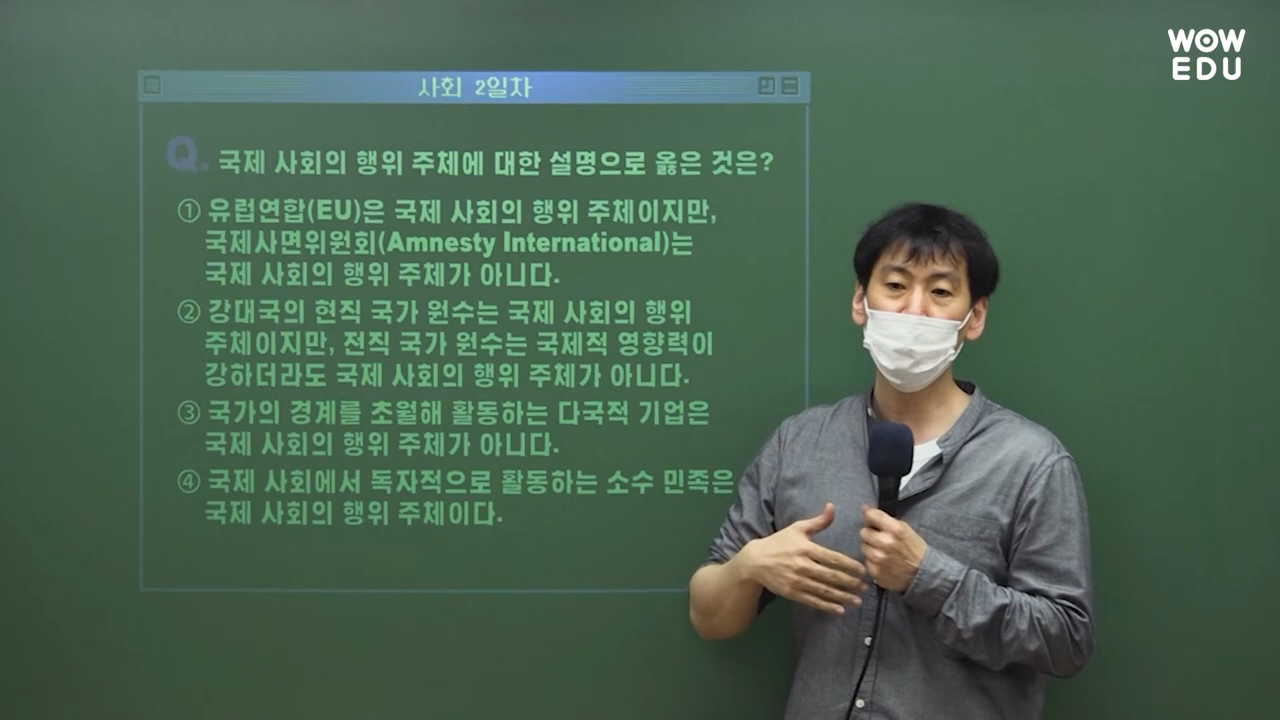 WOW
EDU
사회 2일차
Q. 국제 사회의 행위 주체에 대한 설명으로 옳은 것은?
① 유럽연합(EU)은 국제 사회의 행위 주체이지만,
국제사면위원회(Amnesty International)는
국제 사회의 행위 주체가 아니다.
② 강대국의 현직 국가 원수는 국제 사회의 행위
주체이지만, 전직 국가 원수는 국제적 영향력이
강하더라도 국제 사회의 행위 주체가 아니다.
③ 국가의 경계를 초월해 활동하는 다국적 기업은
국제 사회의 행위 주체가 아니다.
④ 국제 사회에서 독자적으로 활동하는 소수 민족은
국제 사회의 행위 주체이다.